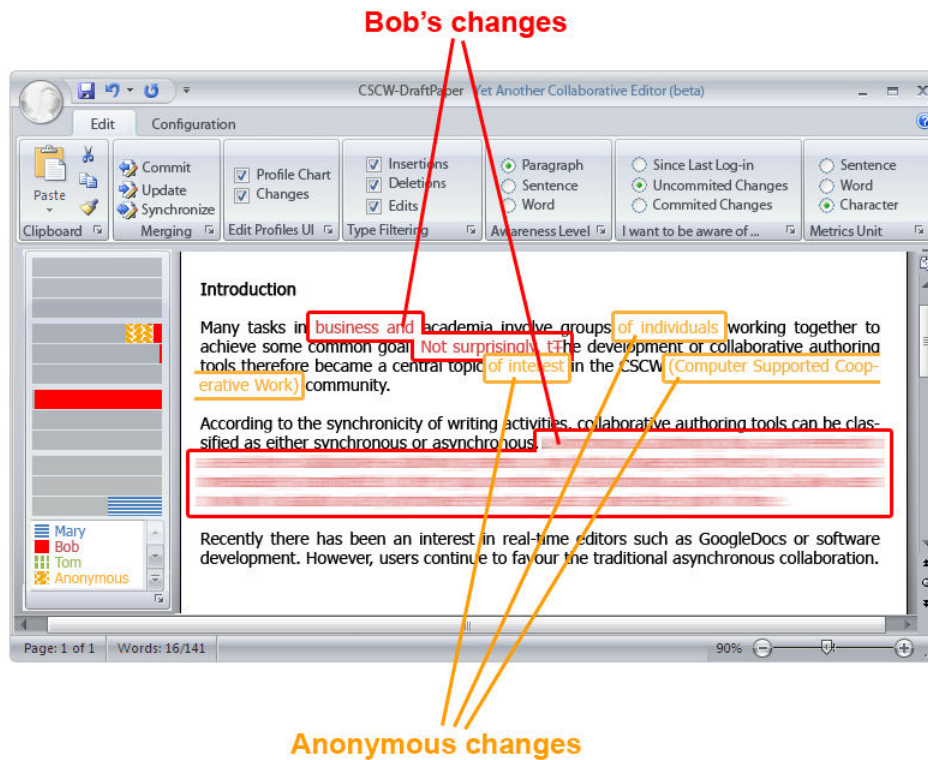 Bob's changes
CSCW-DraftPaper Yet Another Collaborative Editor (beta)
Edit Configuration
Paste
Clipboard
Commit
Update
Synchronize
Merging
Profile Chart
Changes
Edit Profiles UI
Insertions
Deletions
Edits
Type Filtering
Paragraph
Sentence
Word
Awareness Level
Since Last Log-in
Uncommited Changes
Commited Changes
I want to be aware of ...
Sentence
Word
Character
Metrics Unit
Introduction
Many tasks in business and academia involve groups of individuals working together to
achieve some common goal. Not surprisingly, tThe development of collaborative authoring
tools therefore became a central topic of interest in the CSCW (Computer Supported Coop-
erative Work) community.
According to the synchronicity of writing activities, collaborative authoring tools can be clas-
sified as either synchronous or asynchronous.
Recently there has been an interest in real-time editors such as GoogleDocs or software
development. However, users continue to favour the traditional asynchronous collaboration.
Mary
Bob
Tom
Anonymous
Page: 1 of 1 Words: 16/141 90%
Anonymous changes